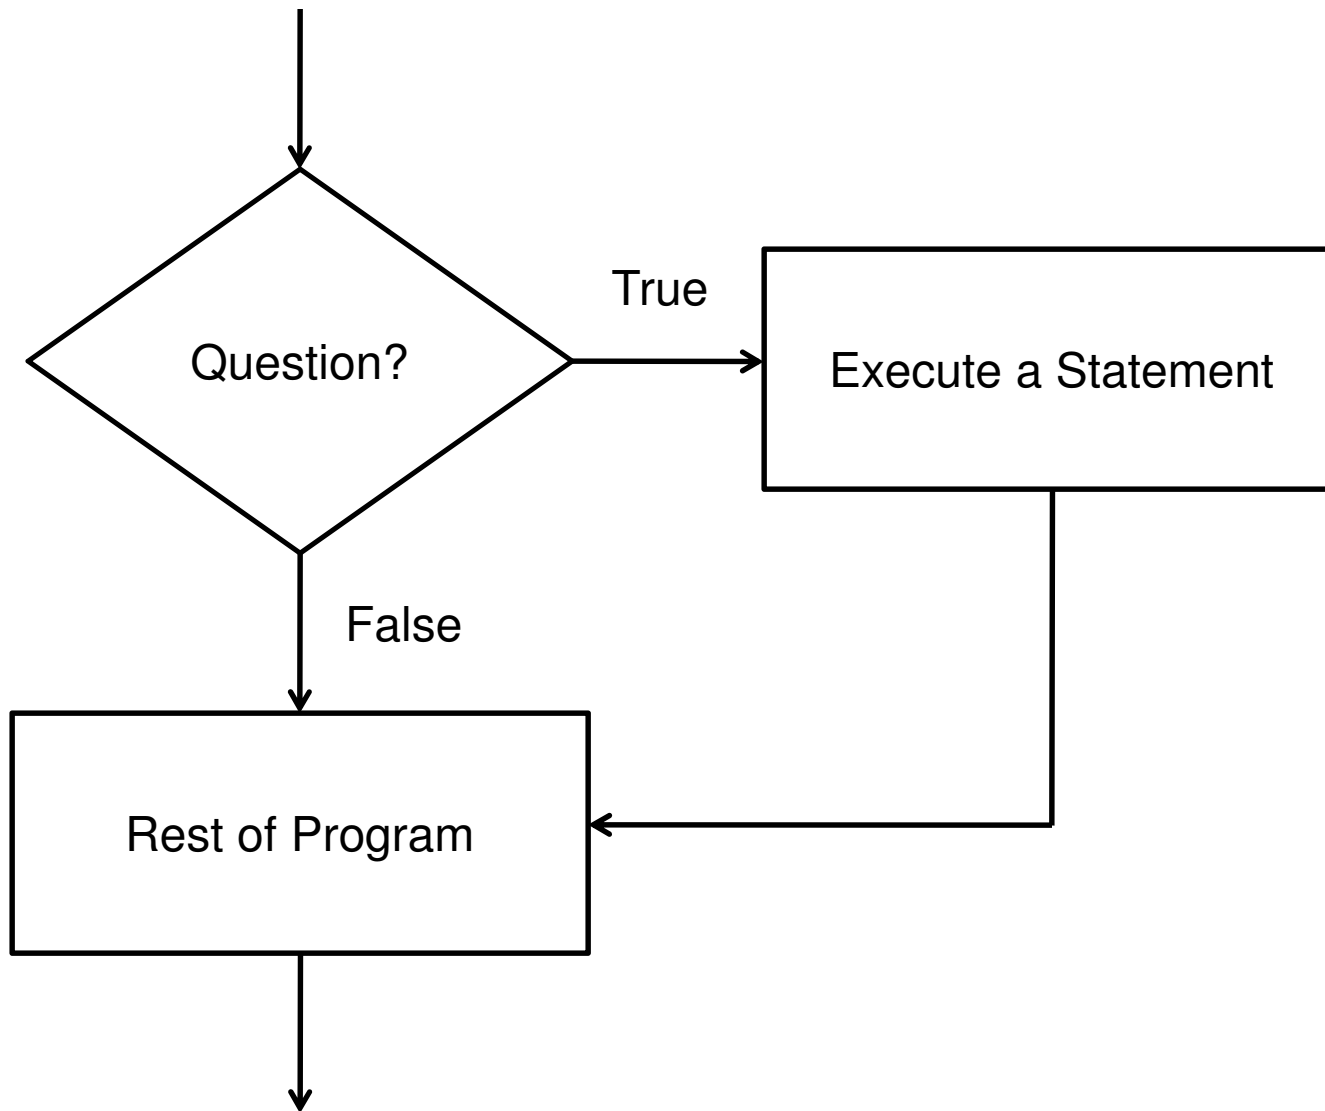 True
Question?
Execute a Statement
False
Rest of Program